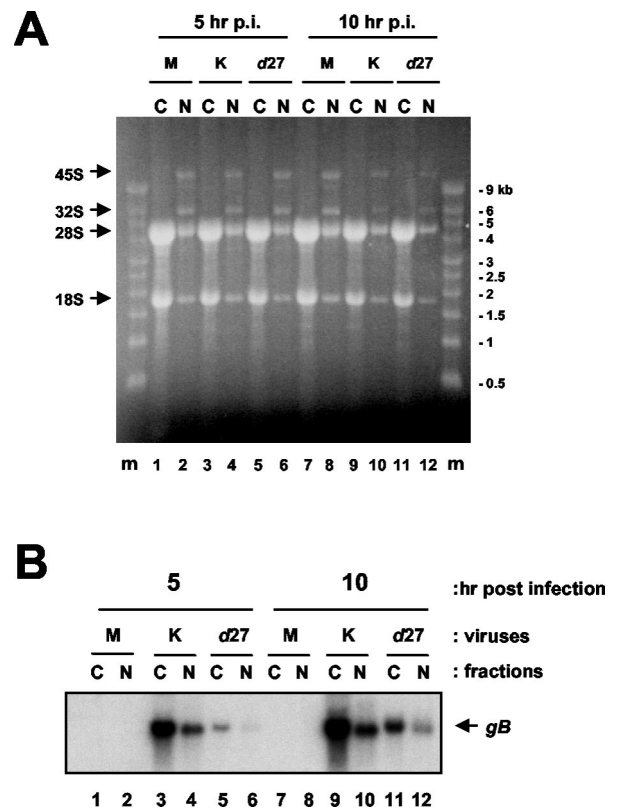 A
5 hr p.i. 10 hr p.i.
M K d27 M K d27
C N C N C N C N C N C N
45S
32S
28S
18S
- 9 kb
- 6
- 5
- 4
- 3
- 2.5
- 2
- 1.5
- 1
- 0.5
m 1 2 3 4 5 6 7 8 9 10 11 12 m
B
5 10 :hr post infection
M K d27 M K d27 : viruses
C N C N C N C N C N C N : fractions
gB
1 2 3 4 5 6 7 8 9 10 11 12